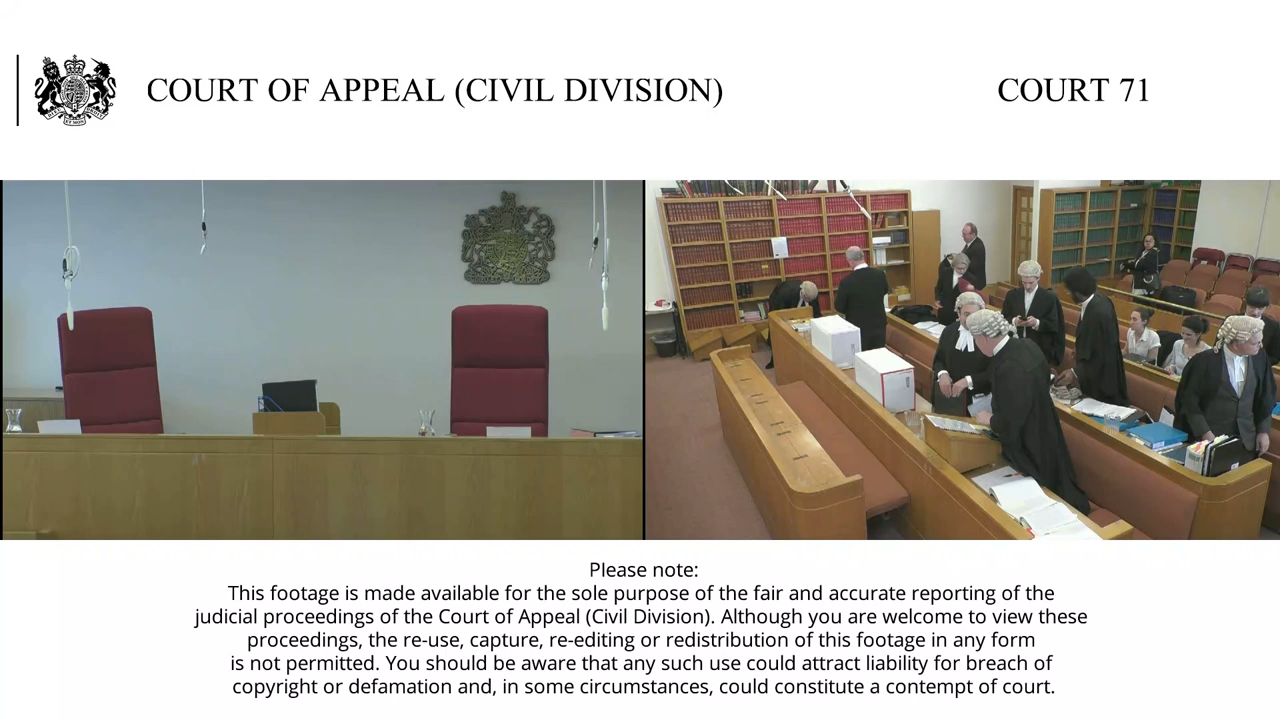 COURT OF APPEAL (CIVIL DIVISION)
COURT 71
Please note:
This footage is made available for the sole purpose of the fair and accurate reporting of the
judicial proceedings of the Court of Appeal (Civil Division). Although you are welcome to view these
proceedings, the re-use, capture, re-editing or redistribution of this footage in any form
is not permitted. You should be aware that any such use could attract liability for breach of
copyright or defamation and, in some circumstances, could constitute a contempt of court.